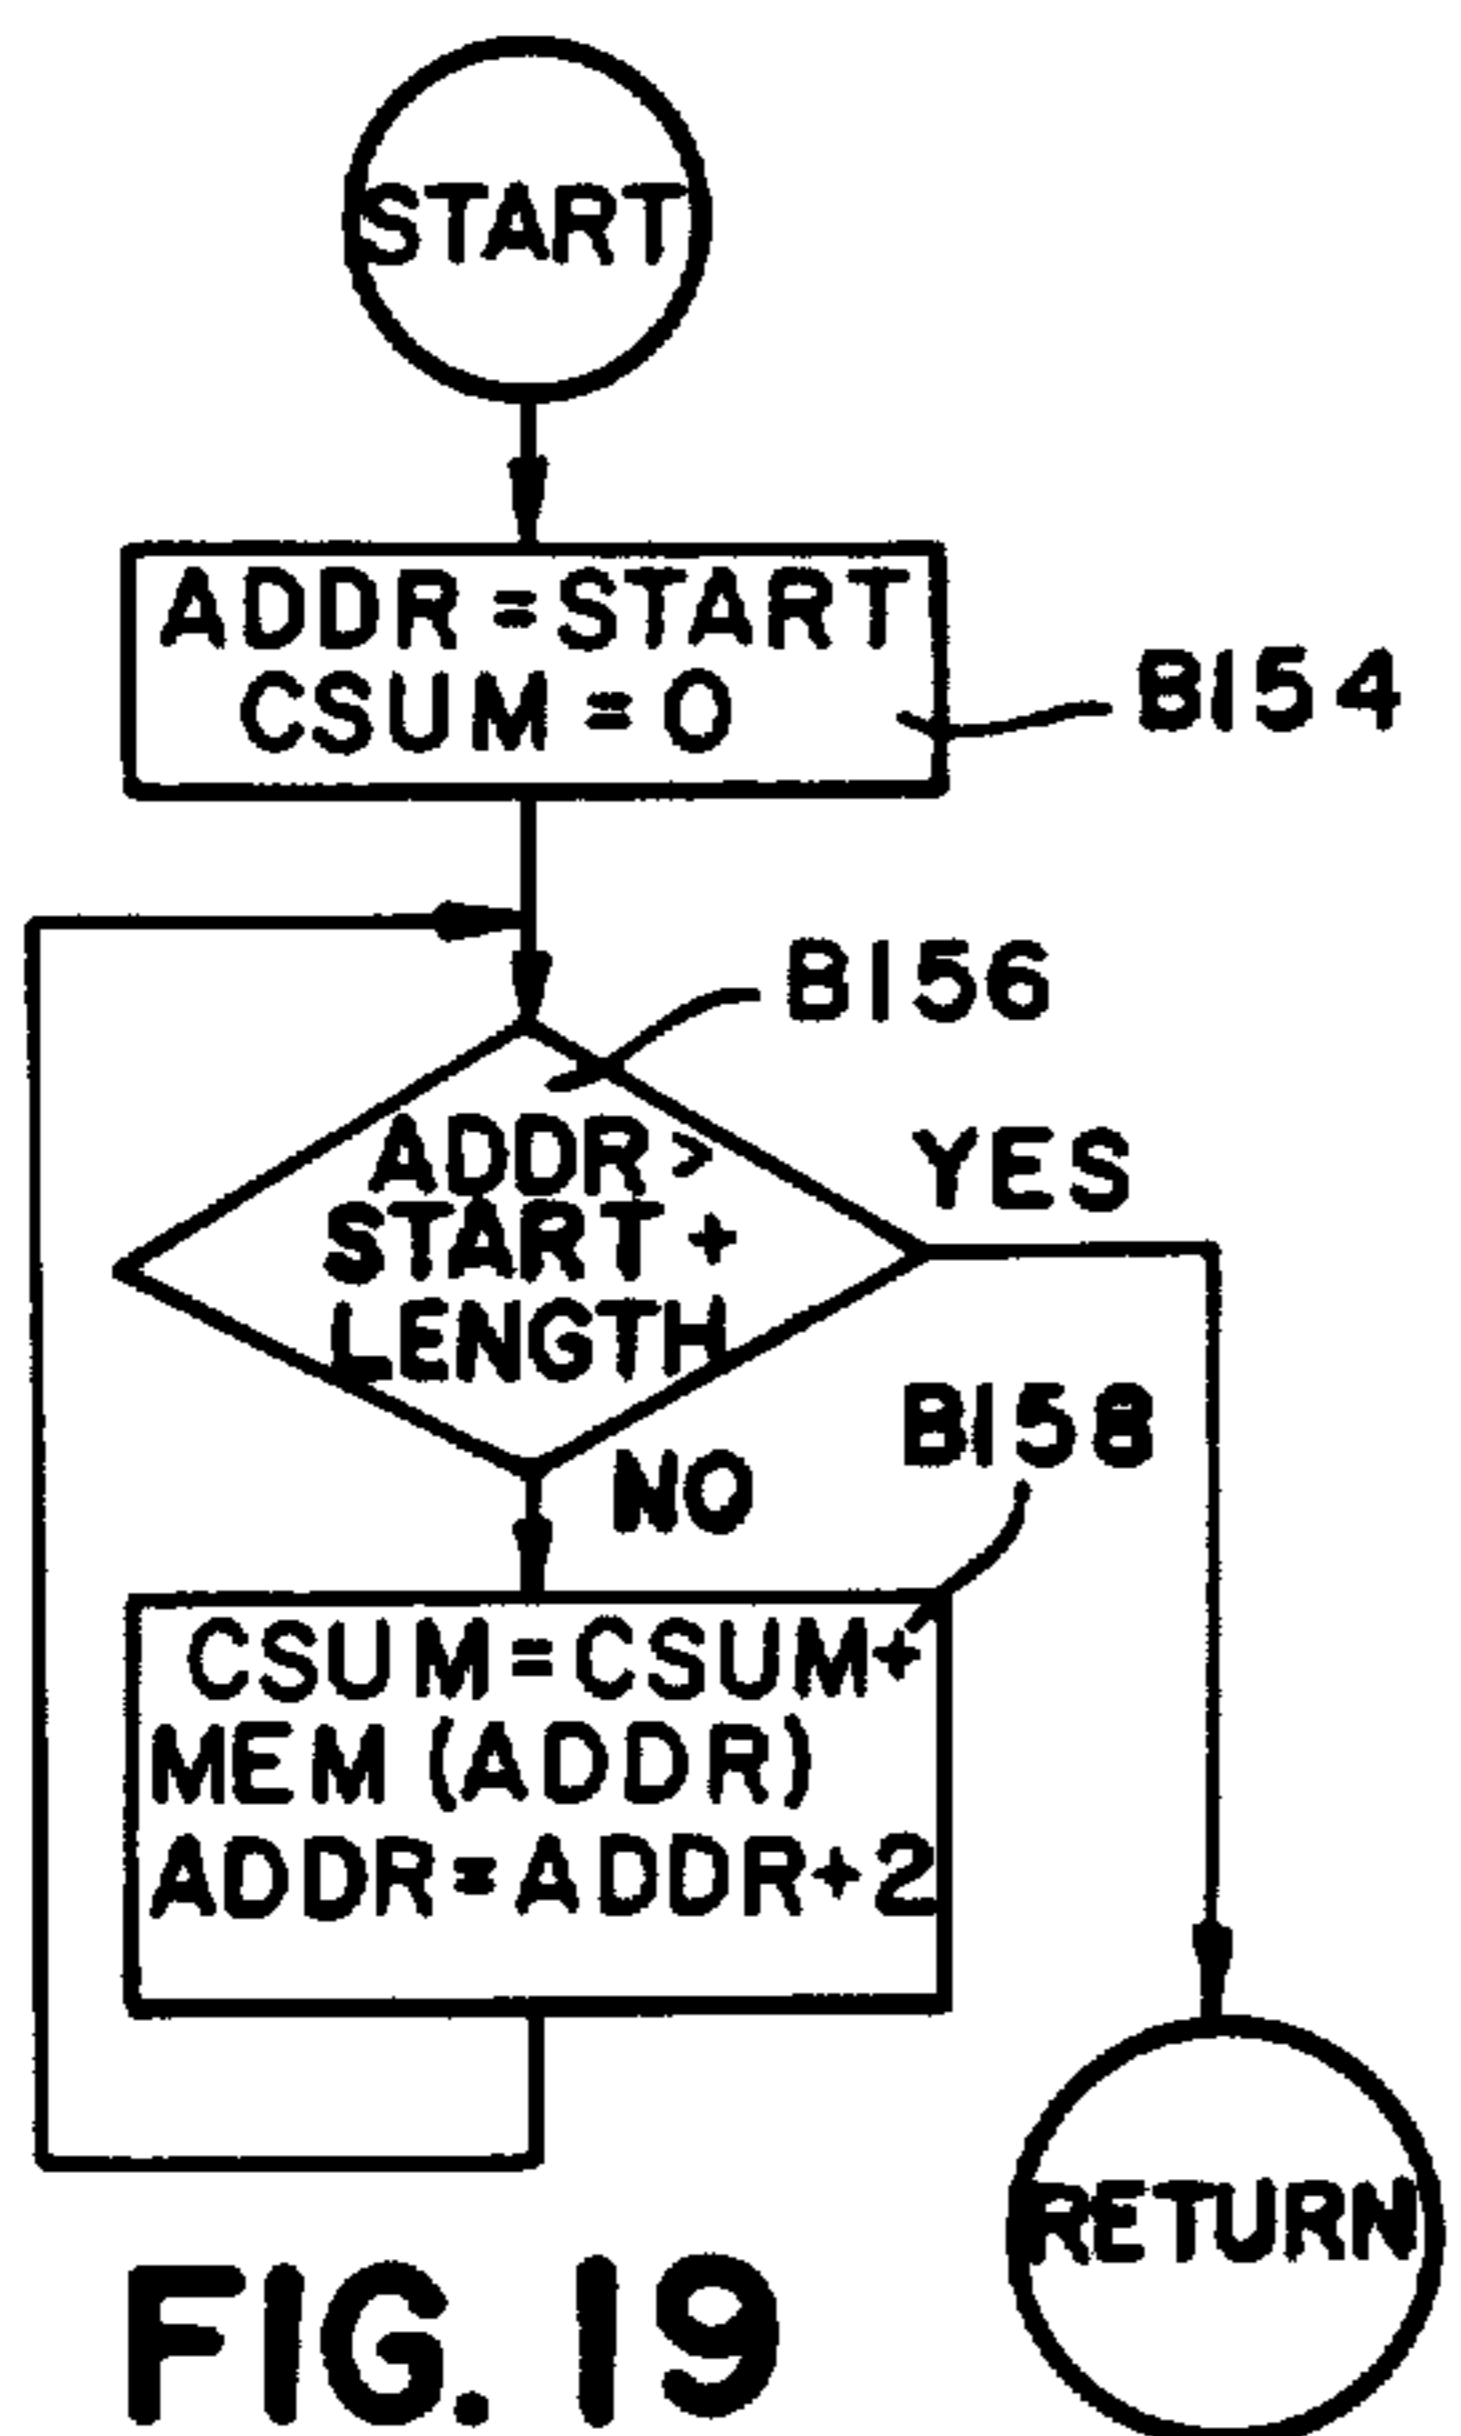 START
ADDR=START
CSUM=0
B154
B156
ADDR>
START+
LENGTH
YES
NO
B158
CSUM=CSUM+
MEM(ADDR)
ADDR=ADDR+2
RETURN
FIG. 19